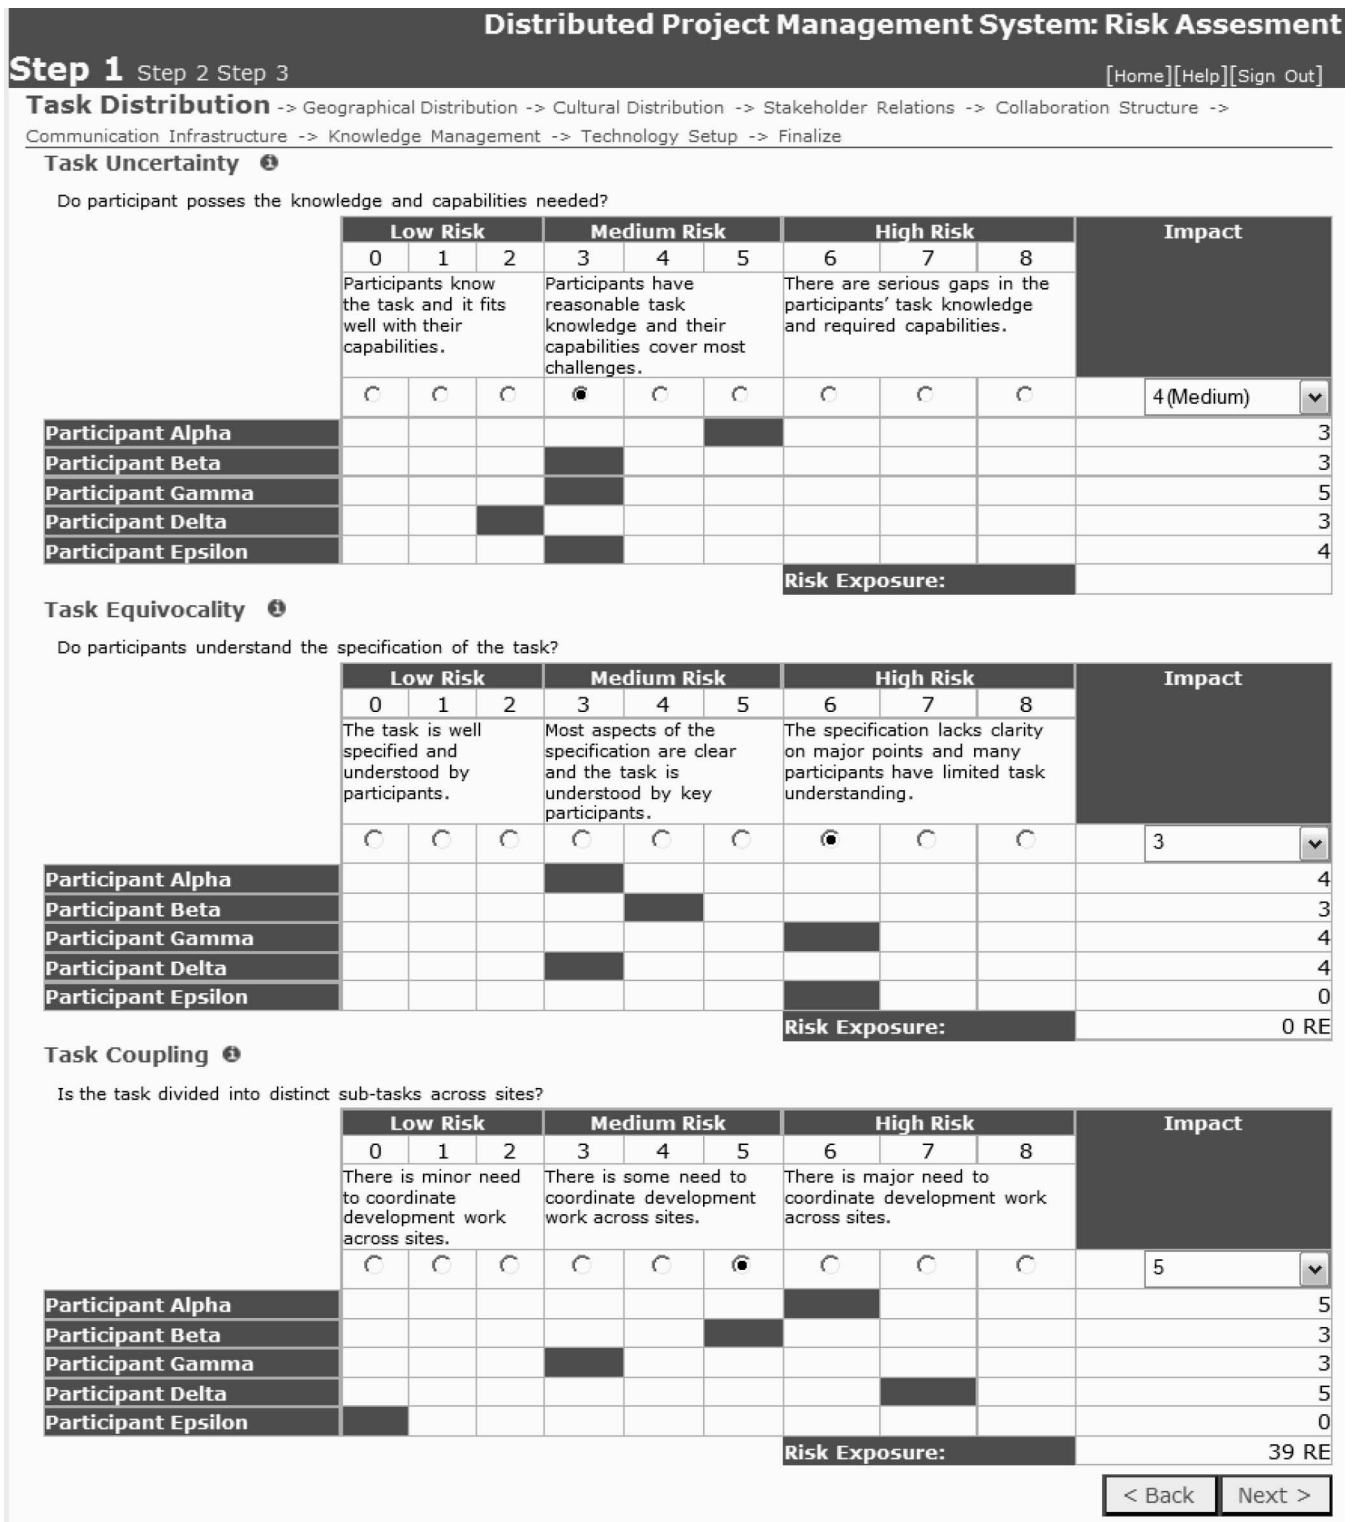 Distributed Project Management System: Risk Assesment
Step 1 Step 2 Step 3
[Home][Help][Sign Out]
Task Distribution -> Geographical Distribution -> Cultural Distribution -> Stakeholder Relations -> Collaboration Structure ->
Communication Infrastructure -> Knowledge Management -> Technology Setup -> Finalize
Task Uncertainty
Do participant posses the knowledge and capabilities needed?
Low Risk Medium Risk High Risk Impact
0 1 2 3 4 5 6 7 8
Participants know
the task and it fits
well with their
capabilities.
Participants have
reasonable task
knowledge and their
capabilities cover most
challenges.
There are serious gaps in the
participants' task knowledge
and required capabilities.
4 (Medium)
Participant Alpha 3
Participant Beta 3
Participant Gamma 5
Participant Delta 3
Participant Epsilon 4
Risk Exposure:
Task Equivocality
Do participants understand the specification of the task?
Low Risk Medium Risk High Risk Impact
0 1 2 3 4 5 6 7 8
The task is well
specified and
understood by
participants.
Most aspects of the
specification are clear
and the task is
understood by key
participants.
The specification lacks clarity
on major points and many
participants have limited task
understanding.
3
Participant Alpha 4
Participant Beta 3
Participant Gamma 4
Participant Delta 4
Participant Epsilon 0
Risk Exposure: 0 RE
Task Coupling
Is the task divided into distinct sub-tasks across sites?
Low Risk Medium Risk High Risk Impact
0 1 2 3 4 5 6 7 8
There is minor need
to coordinate
development work
across sites.
There is some need to
coordinate development
work across sites.
There is major need to
coordinate development work
across sites.
5
Participant Alpha 5
Participant Beta 3
Participant Gamma 3
Participant Delta 5
Participant Epsilon 0
Risk Exposure: 39 RE
< Back Next >